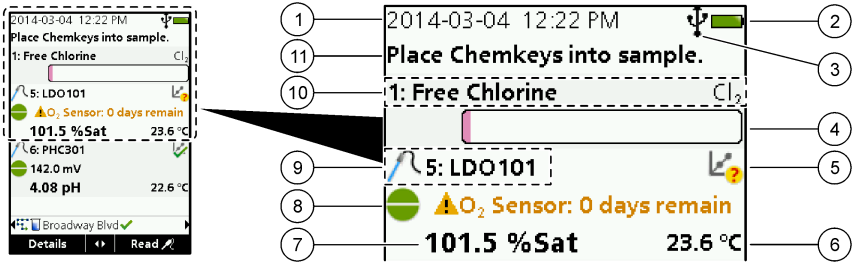 2014-03-04 12:22 PM
Place Chemkeys into sample.
1: Free Chlorine Cl2
5: LDO101 ?
O2 Sensor: 0 days remain
101.5 %Sat 23.6 °C
6: PHC301
142.0 mV
4.08 pH 22.6 °C
Broadway Blvd
Details Read
1 2014-03-04 12:22 PM 2
3
11 Place Chemkeys into sample.
10 1: Free Chlorine Cl2
4
9 5: LDO101 ? 5
8 O2 Sensor: 0 days remain
7 101.5 %Sat 23.6 °C 6